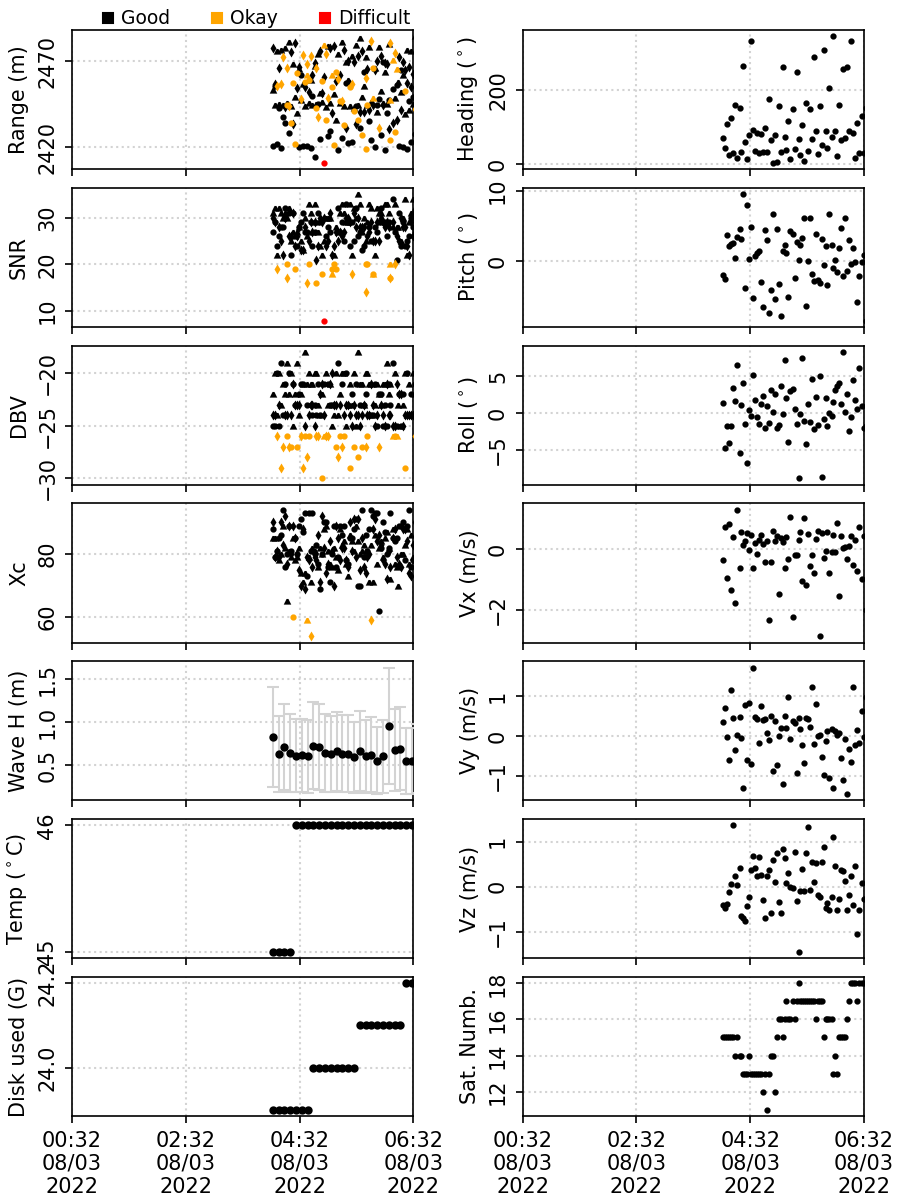 Good Okay Difficult
Range (m)
2470
2420
Heading (°)
200
0
SNR
30
20
10
Pitch (°)
10
0
DBV
−20
−25
−30
Roll (°)
5
0
−5
Xc
80
60
Vx (m/s)
0
−2
Wave H (m)
1.5
1.0
0.5
Vy (m/s)
1
0
−1
Temp (°C)
46
45
Vz (m/s)
1
0
−1
Disk used (G)
24.2
24.0
Sat. Numb.
18
16
14
12
00:32 02:32 04:32 06:32 00:32 02:32 04:32 06:32
08/03 08/03 08/03 08/03 08/03 08/03 08/03 08/03
2022 2022 2022 2022 2022 2022 2022 2022